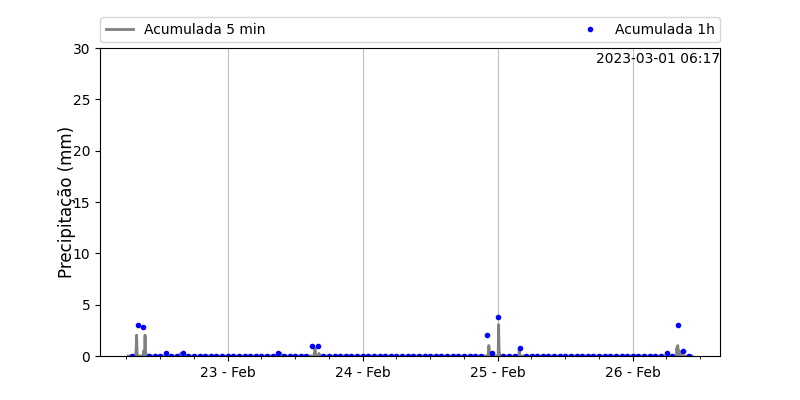 Acumulada 5 min
Acumulada 1h
2023-03-01 06:17
Precipitação (mm)
30
25
20
15
10
5
0
23 - Feb
24 - Feb
25 - Feb
26 - Feb